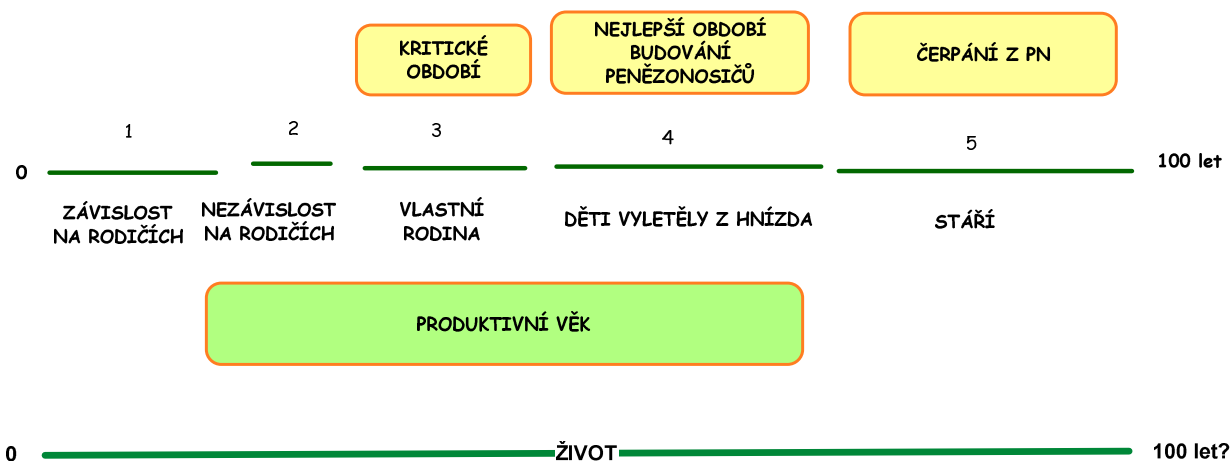 KRITICKÉ
OBDOBÍ
NEJLEPŠÍ OBDOBÍ
BUDOVÁNÍ
PENĚZONOSIČŮ
ČERPÁNÍ Z PN
1
2
3
4
5
0
100 let
ZÁVISLOST
NA RODIČÍCH
NEZÁVISLOST
NA RODIČÍCH
VLASTNÍ
RODINA
DĚTI VYLETĚLY Z HNÍZDA
STÁŘÍ
PRODUKTIVNÍ VĚK
0
ŽIVOT
100 let?